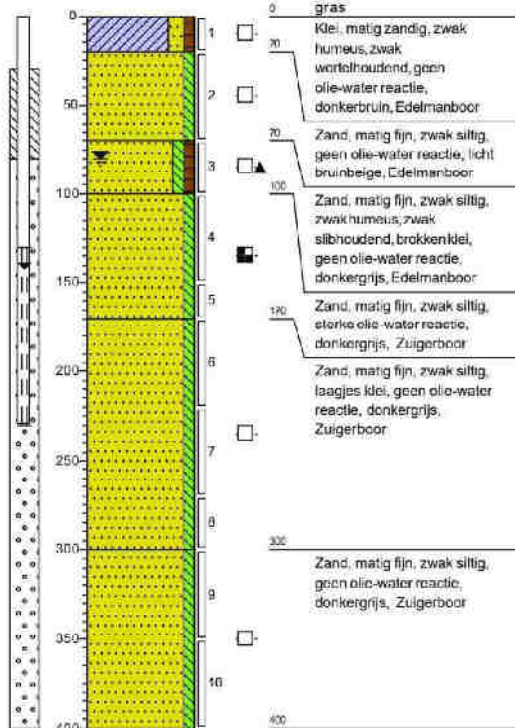 0
50
100
150
200
250
300
350
400
1
2
3
4
5
6
7
8
9
10
0
gras
Klei, matig zandig, zwak
humeus, zwak
wortelhoudend, geen
olie-water reactie,
donkerbruin, Edelmanboor
20
70
Zand, matig fijn, zwak siltig,
geen olie-water reactie, licht
bruinbeige, Edelmanboor
100
Zand, matig fijn, zwak siltig,
zwak humeus, zwak
slibhoudend, brokken klei,
geen olie-water reactie,
donkergrijs, Edelmanboor
170
Zand, matig fijn, zwak siltig,
sterke olie-water reactie,
donkergrijs, Zuigerboor
Zand, matig fijn, zwak siltig,
laagjes klei, geen olie-water
reactie, donkergrijs,
Zuigerboor
300
Zand, matig fijn, zwak siltig,
geen olie-water reactie,
donkergrijs, Zuigerboor
400